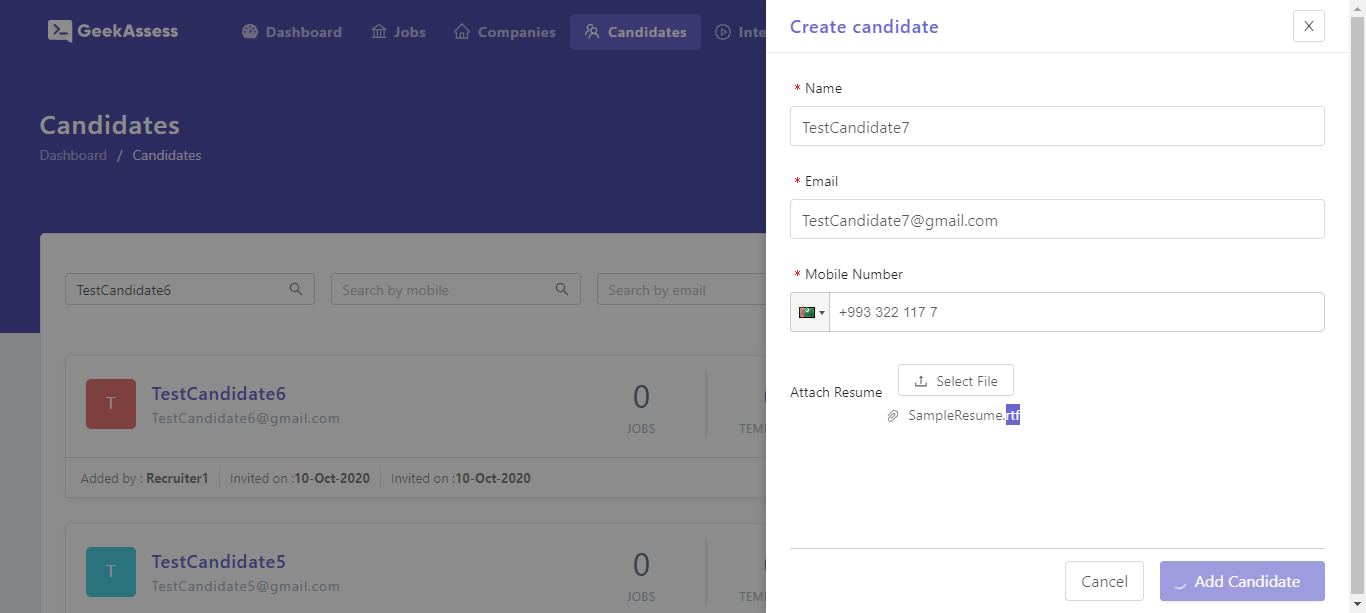 GeekAssess
Dashboard
Jobs
Companies
Candidates
Inte
Candidates
Dashboard / Candidates
TestCandidate6
Search by mobile
Search by email
T
TestCandidate6
TestCandidate6@gmail.com
0
JOBS
TEM
Added by : Recruiter1
Invited on :10-Oct-2020
Invited on :10-Oct-2020
T
TestCandidate5
TestCandidate5@gmail.com
0
JOBS
TEM
Create candidate
X
* Name
TestCandidate7
* Email
TestCandidate7@gmail.com
* Mobile Number
+993 322 117 7
Attach Resume
Select File
SampleResume.rtf
Cancel
Add Candidate